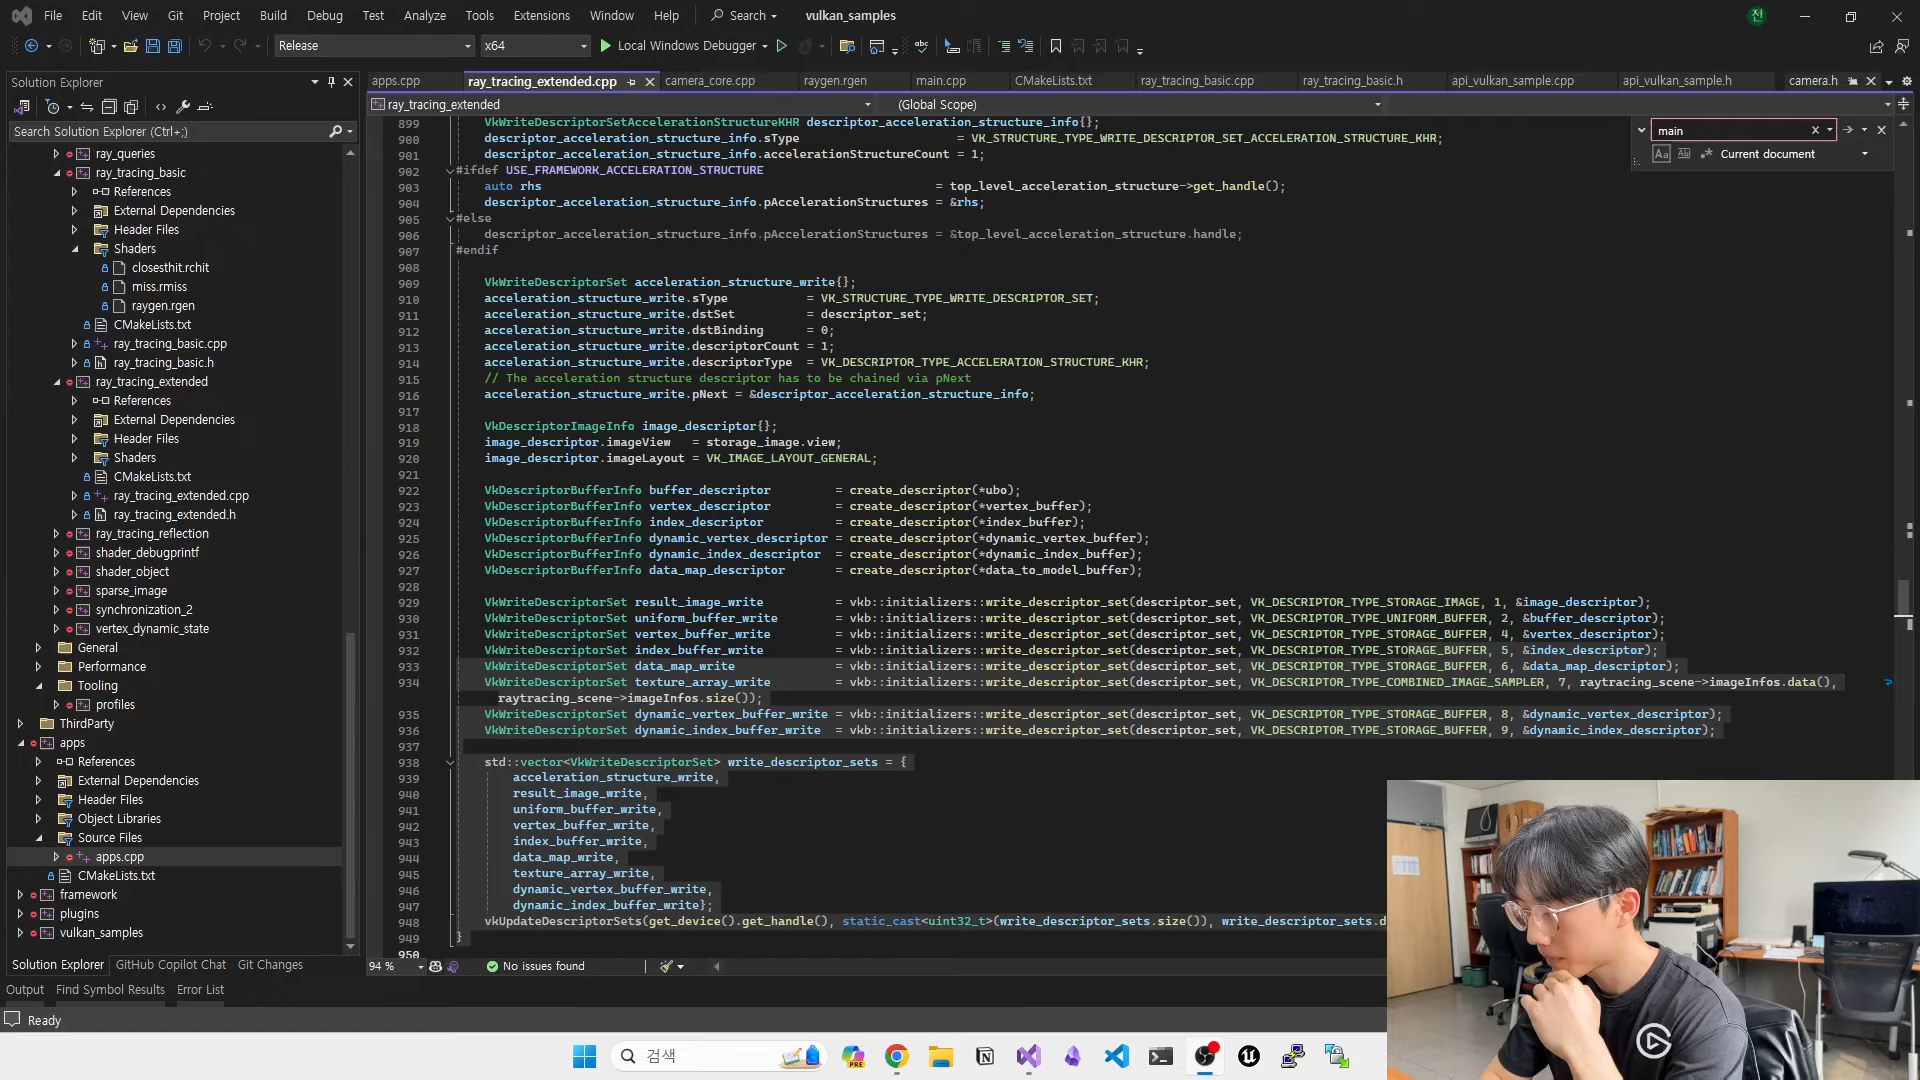 File Edit View Git Project Build Debug Test Analyze Tools Extensions Window Help Search vulkan_samples 전
Release x64 Local Windows Debugger
Solution Explorer
Search Solution Explorer (Ctrl+;)
ray_queries
ray_tracing_basic
References
External Dependencies
Header Files
Shaders
closesthit.rchit
miss.rmiss
raygen.rgen
CMakeLists.txt
ray_tracing_basic.cpp
ray_tracing_basic.h
ray_tracing_extended
References
External Dependencies
Header Files
Shaders
CMakeLists.txt
ray_tracing_extended.cpp
ray_tracing_extended.h
ray_tracing_reflection
shader_debugprintf
shader_object
sparse_image
synchronization_2
vertex_dynamic_state
General
Performance
Tooling
profiles
ThirdParty
apps
References
External Dependencies
Header Files
Object Libraries
Source Files
apps.cpp
CMakeLists.txt
framework
plugins
vulkan_samples
Solution Explorer GitHub Copilot Chat Git Changes
apps.cpp ray_tracing_extended.cpp camera_core.cpp raygen.rgen main.cpp CMakeLists.txt ray_tracing_basic.cpp ray_tracing_basic.h api_vulkan_sample.cpp api_vulkan_sample.h camera.h
ray_tracing_extended (Global Scope)
main
Current document
899 VkWriteDescriptorSetAccelerationStructureKHR descriptor_acceleration_structure_info{};
900 descriptor_acceleration_structure_info.sType = VK_STRUCTURE_TYPE_WRITE_DESCRIPTOR_SET_ACCELERATION_STRUCTURE_KHR;
901 descriptor_acceleration_structure_info.accelerationStructureCount = 1;
902 #ifdef USE_FRAMEWORK_ACCELERATION_STRUCTURE
903 auto rhs = top_level_acceleration_structure->get_handle();
904 descriptor_acceleration_structure_info.pAccelerationStructures = &rhs;
905 #else
906 descriptor_acceleration_structure_info.pAccelerationStructures = &top_level_acceleration_structure.handle;
907 #endif
908
909 VkWriteDescriptorSet acceleration_structure_write{};
910 acceleration_structure_write.sType = VK_STRUCTURE_TYPE_WRITE_DESCRIPTOR_SET;
911 acceleration_structure_write.dstSet = descriptor_set;
912 acceleration_structure_write.dstBinding = 0;
913 acceleration_structure_write.descriptorCount = 1;
914 acceleration_structure_write.descriptorType = VK_DESCRIPTOR_TYPE_ACCELERATION_STRUCTURE_KHR;
915 // The acceleration structure descriptor has to be chained via pNext
916 acceleration_structure_write.pNext = &descriptor_acceleration_structure_info;
917
918 VkDescriptorImageInfo image_descriptor{};
919 image_descriptor.imageView = storage_image.view;
920 image_descriptor.imageLayout = VK_IMAGE_LAYOUT_GENERAL;
921
922 VkDescriptorBufferInfo buffer_descriptor = create_descriptor(*ubo);
923 VkDescriptorBufferInfo vertex_descriptor = create_descriptor(*vertex_buffer);
924 VkDescriptorBufferInfo index_descriptor = create_descriptor(*index_buffer);
925 VkDescriptorBufferInfo dynamic_vertex_descriptor = create_descriptor(*dynamic_vertex_buffer);
926 VkDescriptorBufferInfo dynamic_index_descriptor = create_descriptor(*dynamic_index_buffer);
927 VkDescriptorBufferInfo data_map_descriptor = create_descriptor(*data_to_model_buffer);
928
929 VkWriteDescriptorSet result_image_write = vkb::initializers::write_descriptor_set(descriptor_set, VK_DESCRIPTOR_TYPE_STORAGE_IMAGE, 1, &image_descriptor);
930 VkWriteDescriptorSet uniform_buffer_write = vkb::initializers::write_descriptor_set(descriptor_set, VK_DESCRIPTOR_TYPE_UNIFORM_BUFFER, 2, &buffer_descriptor);
931 VkWriteDescriptorSet vertex_buffer_write = vkb::initializers::write_descriptor_set(descriptor_set, VK_DESCRIPTOR_TYPE_STORAGE_BUFFER, 4, &vertex_descriptor);
932 VkWriteDescriptorSet index_buffer_write = vkb::initializers::write_descriptor_set(descriptor_set, VK_DESCRIPTOR_TYPE_STORAGE_BUFFER, 5, &index_descriptor);
933 VkWriteDescriptorSet data_map_write = vkb::initializers::write_descriptor_set(descriptor_set, VK_DESCRIPTOR_TYPE_STORAGE_BUFFER, 6, &data_map_descriptor);
934 VkWriteDescriptorSet texture_array_write = vkb::initializers::write_descriptor_set(descriptor_set, VK_DESCRIPTOR_TYPE_COMBINED_IMAGE_SAMPLER, 7, raytracing_scene->imageInfos.data(),
raytracing_scene->imageInfos.size());
935 VkWriteDescriptorSet dynamic_vertex_buffer_write = vkb::initializers::write_descriptor_set(descriptor_set, VK_DESCRIPTOR_TYPE_STORAGE_BUFFER, 8, &dynamic_vertex_descriptor);
936 VkWriteDescriptorSet dynamic_index_buffer_write = vkb::initializers::write_descriptor_set(descriptor_set, VK_DESCRIPTOR_TYPE_STORAGE_BUFFER, 9, &dynamic_index_descriptor);
937
938 std::vector<VkWriteDescriptorSet> write_descriptor_sets = {
939 acceleration_structure_write,
940 result_image_write,
941 uniform_buffer_write,
942 vertex_buffer_write,
943 index_buffer_write,
944 data_map_write,
945 texture_array_write,
946 dynamic_vertex_buffer_write,
947 dynamic_index_buffer_write};
948 vkUpdateDescriptorSets(get_device().get_handle(), static_cast<uint32_t>(write_descriptor_sets.size()), write_descriptor_sets.d
949 }
950
94 % No issues found
Output Find Symbol Results Error List
Ready
검색 PRE